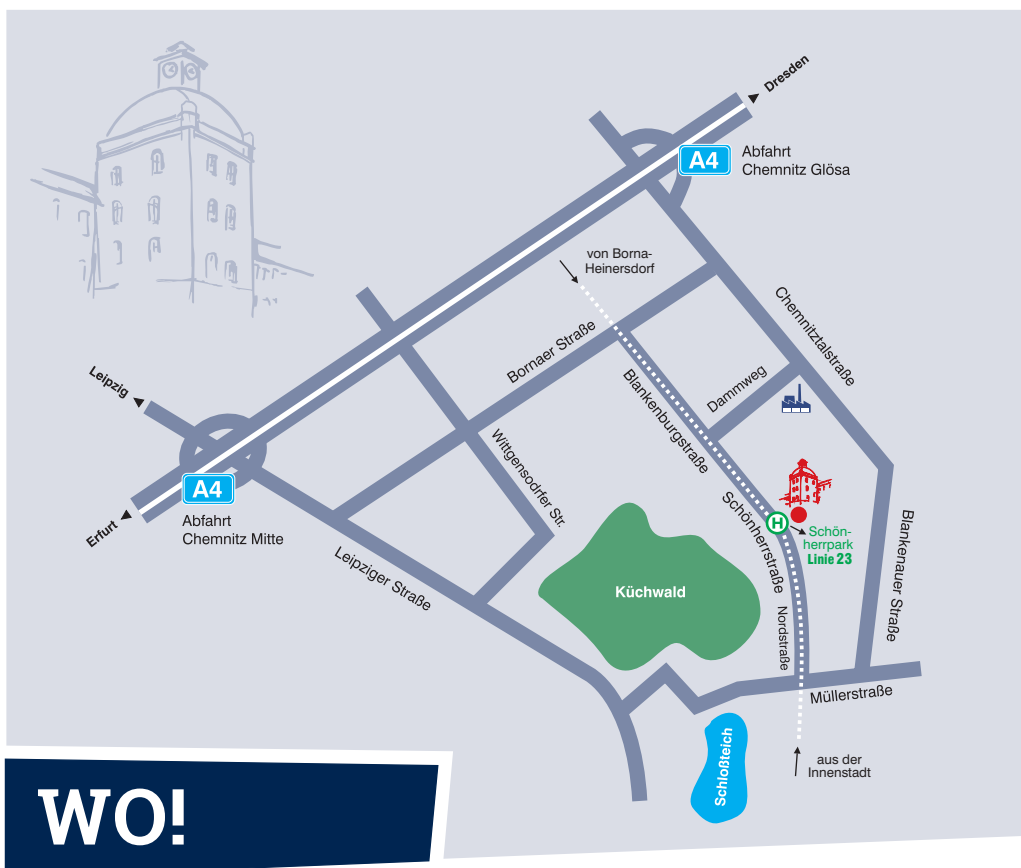 Dresden
A4
Abfahrt
Chemnitz Glösa
von Borna-
Heinersdorf
Chemnitztalstraße
Bornaer Straße
Leipzig
Dammweg
Blankenburgstraße
Wittgensodrfer Str.
A4
Erfurt
Abfahrt
Chemnitz Mitte
Schönherrstraße
H
Schön-
herrpark
Linie 23
Blankenauer Straße
Leipziger Straße
Küchwald
Nordstraße
Müllerstraße
Schloßteich
aus der
Innenstadt
WO!